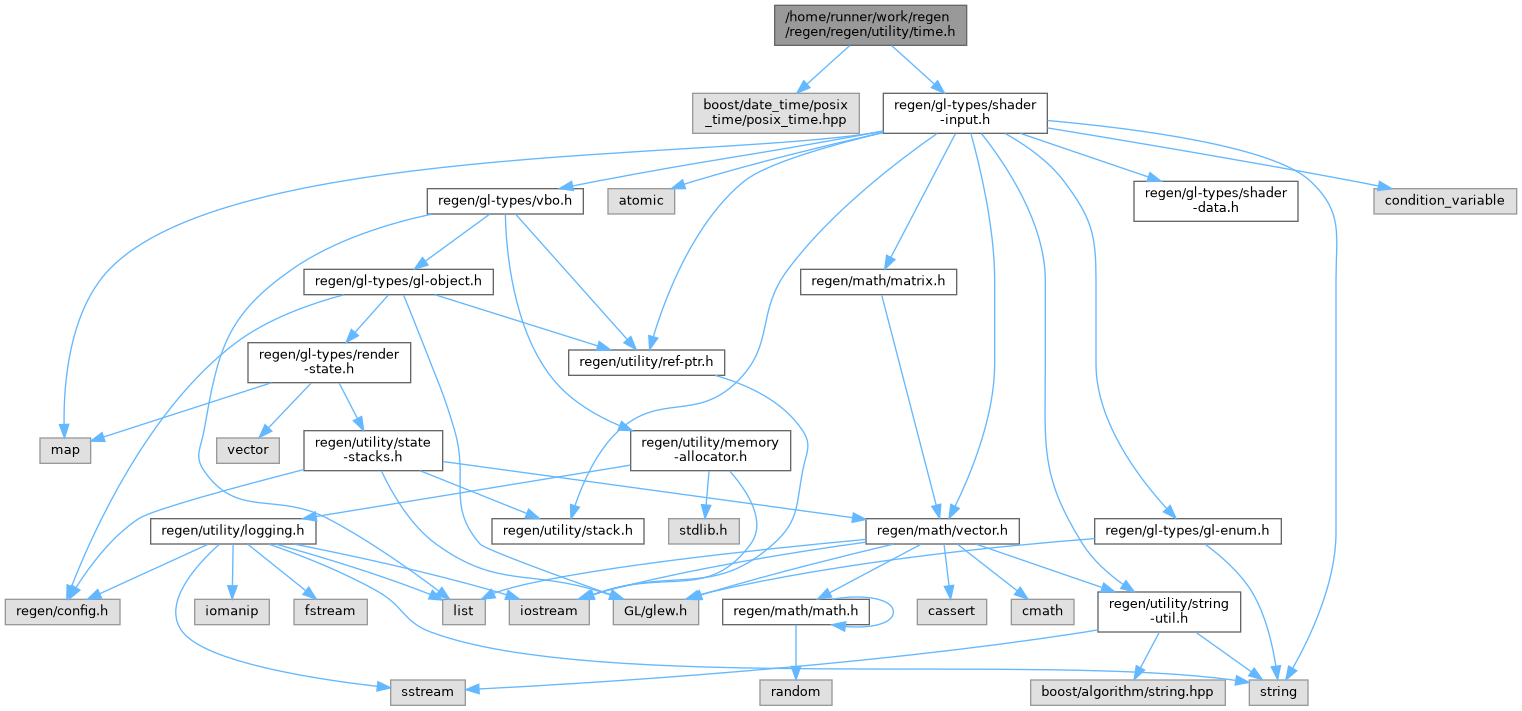 /home/runner/work/regen
/regen/regen/utility/time.h
boost/date_time/posix
_time/posix_time.hpp
regen/gl-types/shader
-input.h
regen/gl-types/vbo.h
atomic
regen/gl-types/shader
-data.h
condition_variable
regen/gl-types/gl-object.h
regen/math/matrix.h
regen/gl-types/render
-state.h
regen/utility/ref-ptr.h
map
vector
regen/utility/state
-stacks.h
regen/utility/memory
-allocator.h
regen/utility/logging.h
regen/utility/stack.h
stdlib.h
regen/math/vector.h
regen/gl-types/gl-enum.h
regen/config.h
iomanip
fstream
list
iostream
GL/glew.h
regen/math/math.h
cassert
cmath
regen/utility/string
-util.h
sstream
random
boost/algorithm/string.hpp
string